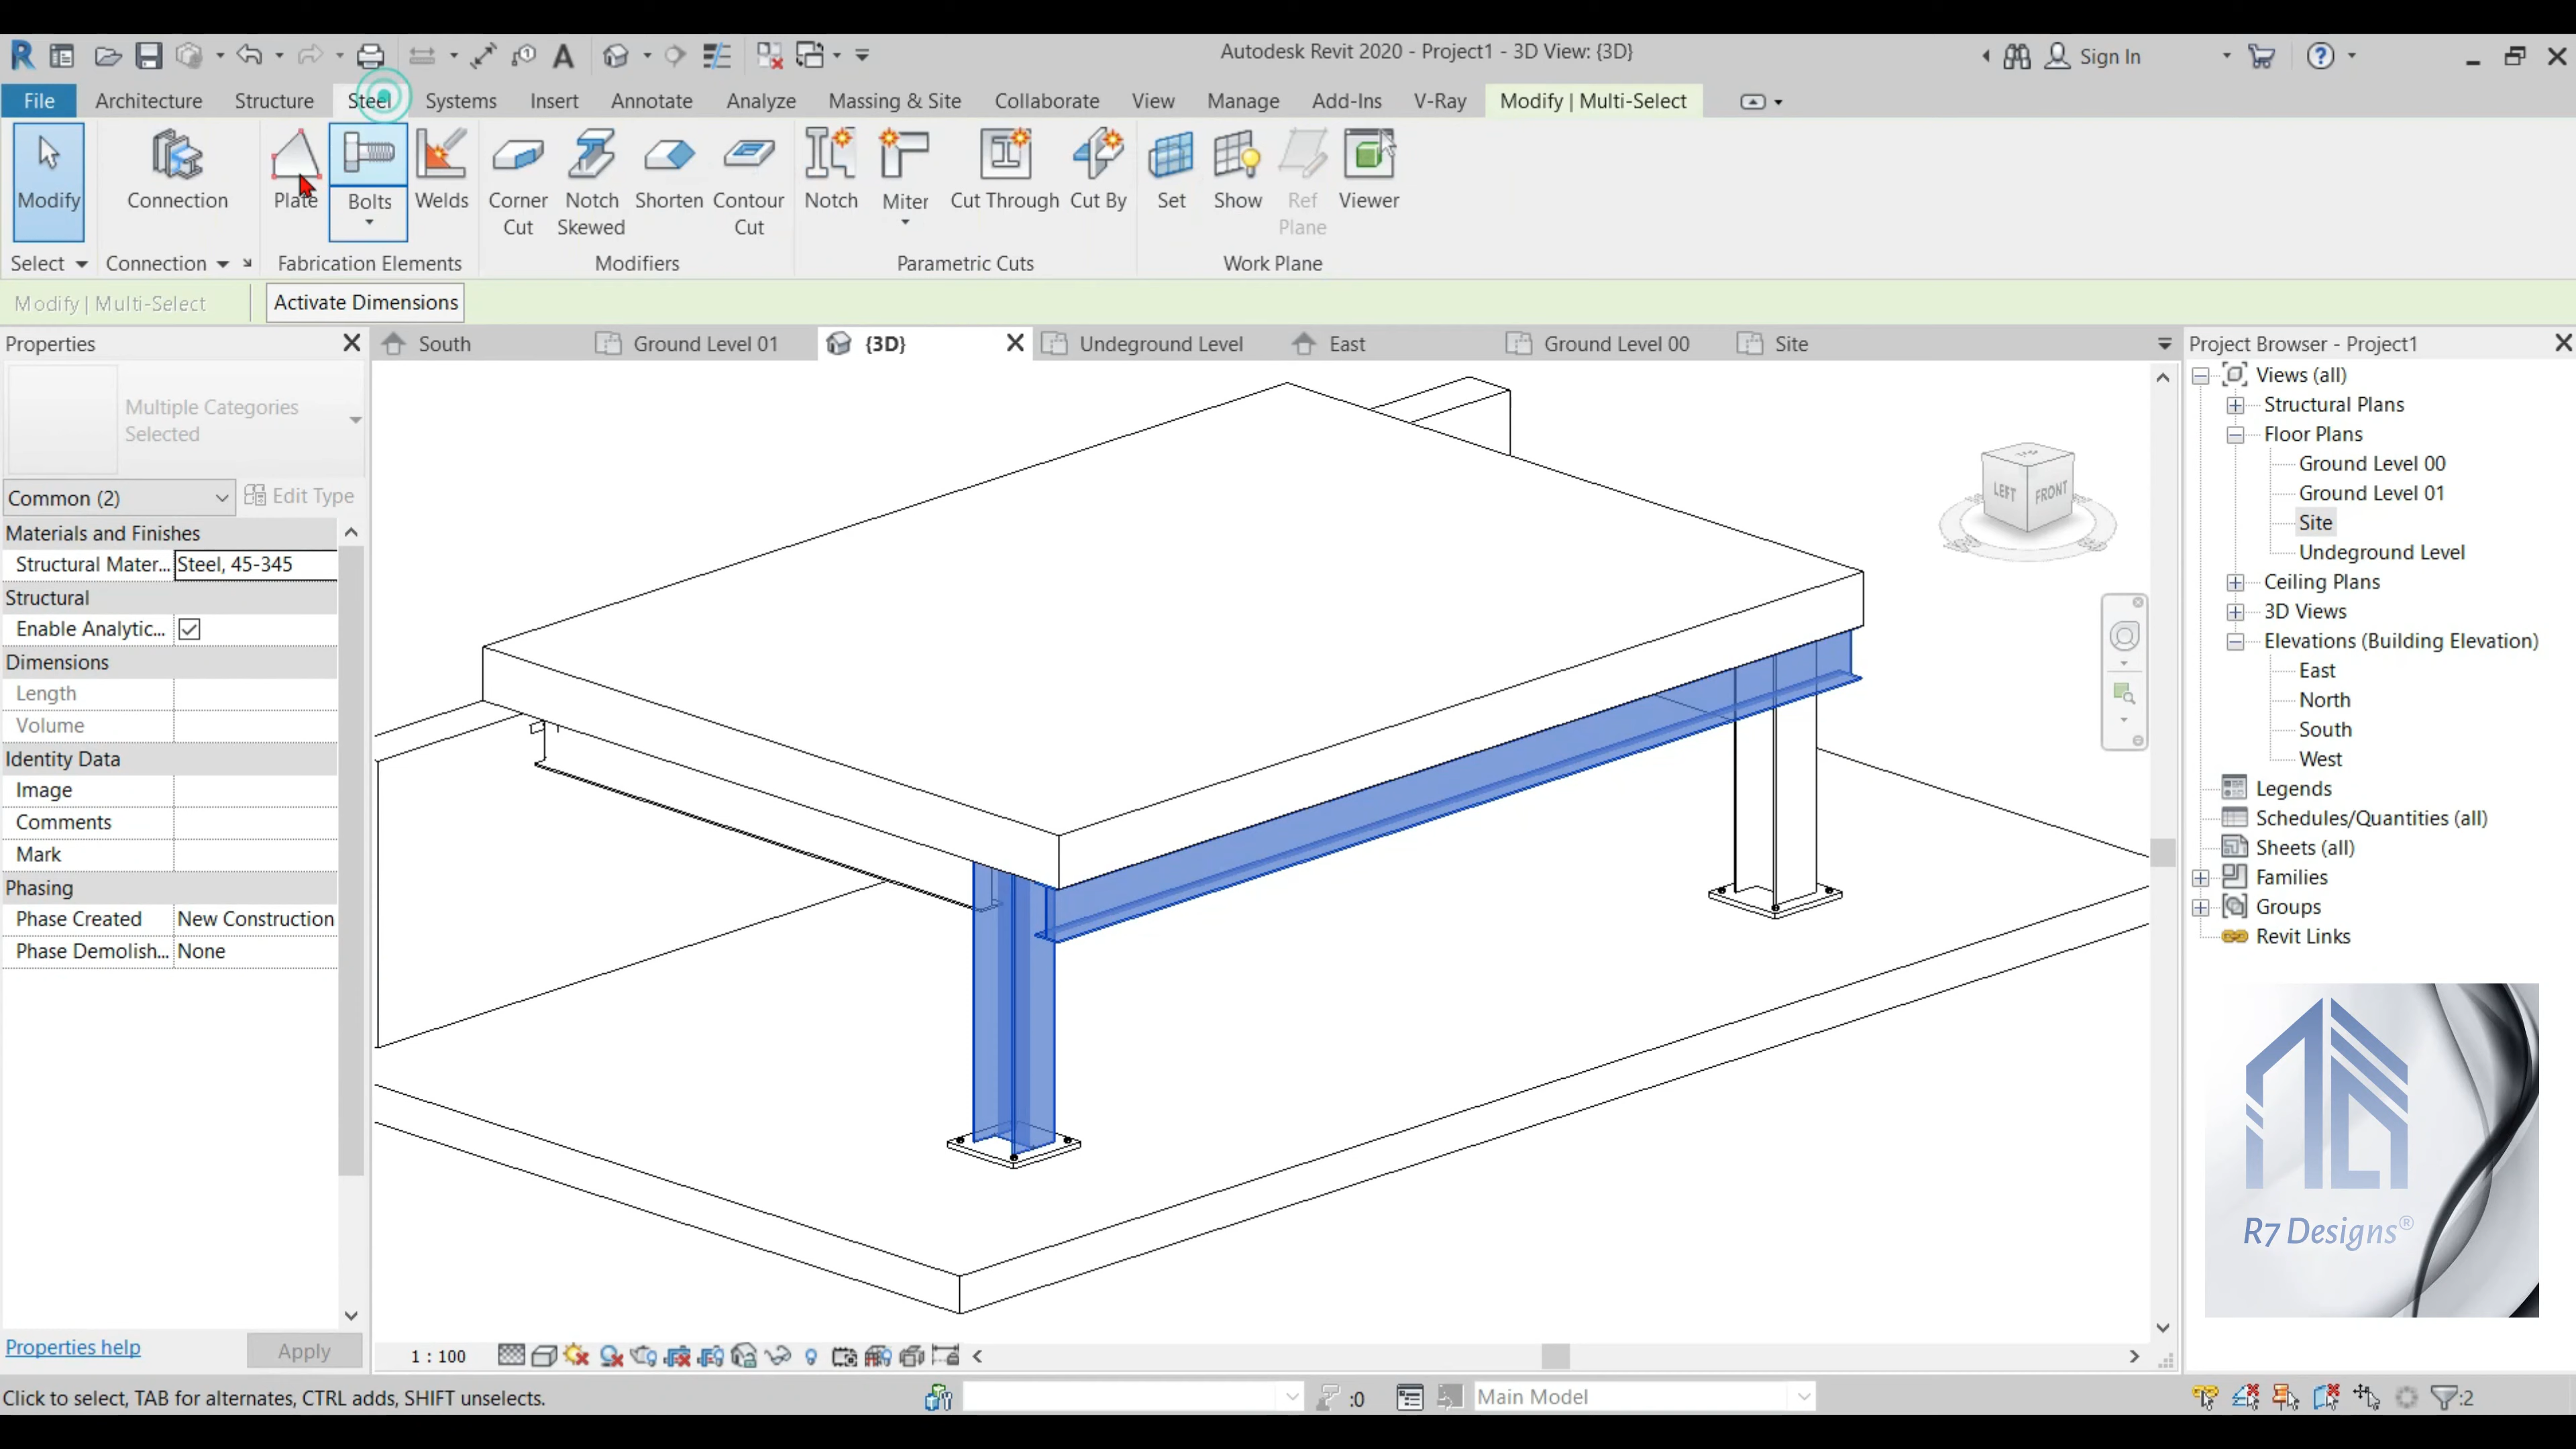 Autodesk Revit 2020 - Project1 - 3D View: {3D}
Sign In
File
Architecture
Structure
Steel
Systems
Insert
Annotate
Analyze
Massing & Site
Collaborate
View
Manage
Add-Ins
V-Ray
Modify | Multi-Select
Modify
Connection
Plate
Bolts
Welds
Corner Cut
Notch Skewed
Shorten
Contour Cut
Notch
Miter
Cut Through
Cut By
Set
Show
Ref Plane
Viewer
Select
Connection
Fabrication Elements
Modifiers
Parametric Cuts
Work Plane
Modify | Multi-Select
Activate Dimensions
Properties
South
Ground Level 01
{3D}
Undeground Level
East
Ground Level 00
Site
Project Browser - Project1
Multiple Categories
Selected
Common (2)
Edit Type
Materials and Finishes
Structural Mater... Steel, 45-345
Structural
Enable Analytic...
Dimensions
Length
Volume
Identity Data
Image
Comments
Mark
Phasing
Phase Created New Construction
Phase Demolish... None
Properties help
Apply
LEFT
FRONT
Views (all)
Structural Plans
Floor Plans
Ground Level 00
Ground Level 01
Site
Undeground Level
Ceiling Plans
3D Views
Elevations (Building Elevation)
East
North
South
West
Legends
Schedules/Quantities (all)
Sheets (all)
Families
Groups
Revit Links
R7 Designs®
1 : 100
Click to select, TAB for alternates, CTRL adds, SHIFT unselects.
:0
Main Model
:2